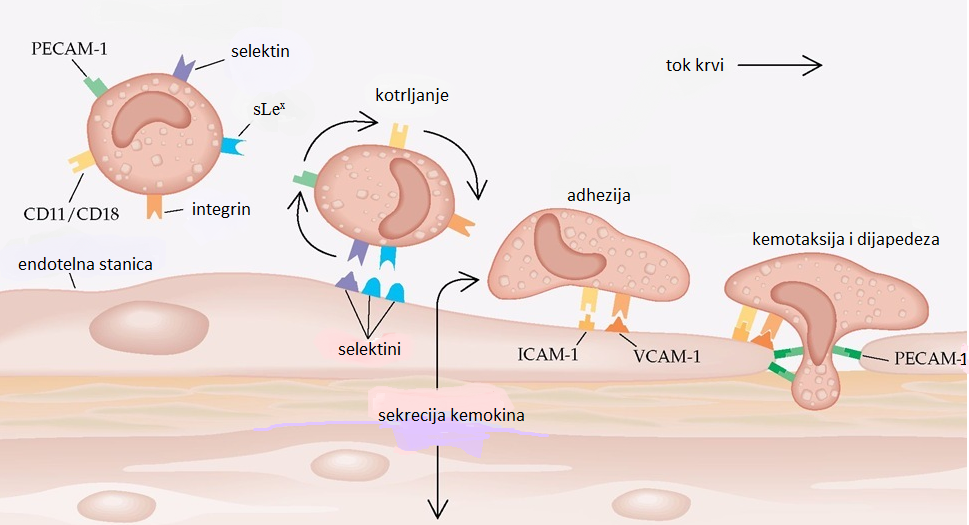 PECAM-1
selektin
tok krvi
kotrljanje
sLeˣ
CD11/CD18
integrin
adhezija
kemotaksija i dijapedeza
endotelna stanica
selektini
ICAM-1
VCAM-1
PECAM-1
sekrecija kemokina